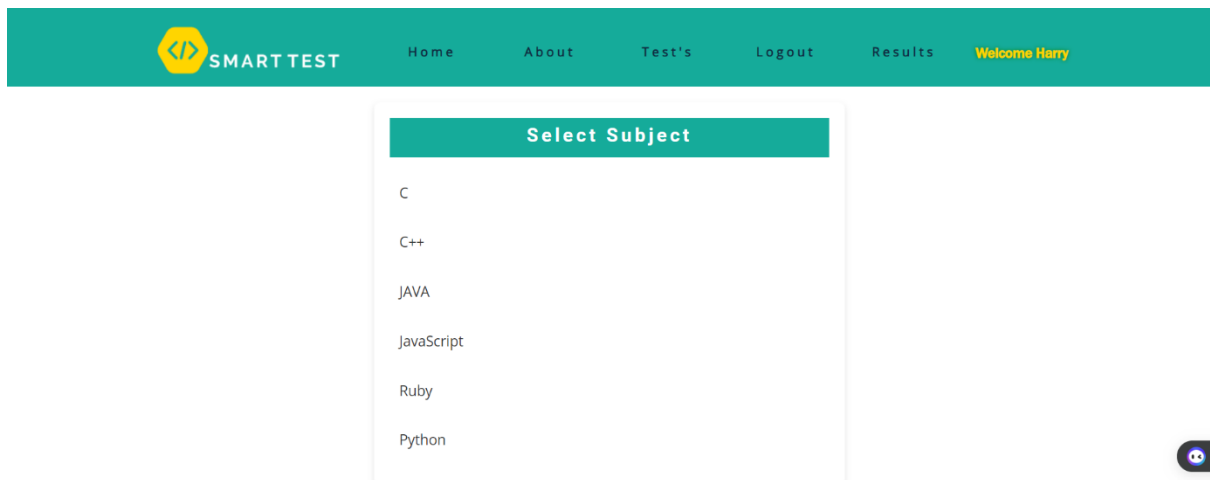 </> SMART TEST Home About Test's Logout Results Welcome Harry
Select Subject
C
C++
JAVA
JavaScript
Ruby
Python